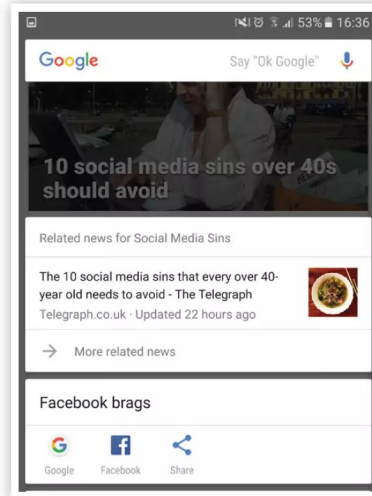 53% 16:36
Google Say "Ok Google"
10 social media sins over 40s
should avoid
Related news for Social Media Sins
The 10 social media sins that every over 40-
year old needs to avoid - The Telegraph
Telegraph.co.uk · Updated 22 hours ago
→ More related news
Facebook brags
Google Facebook Share